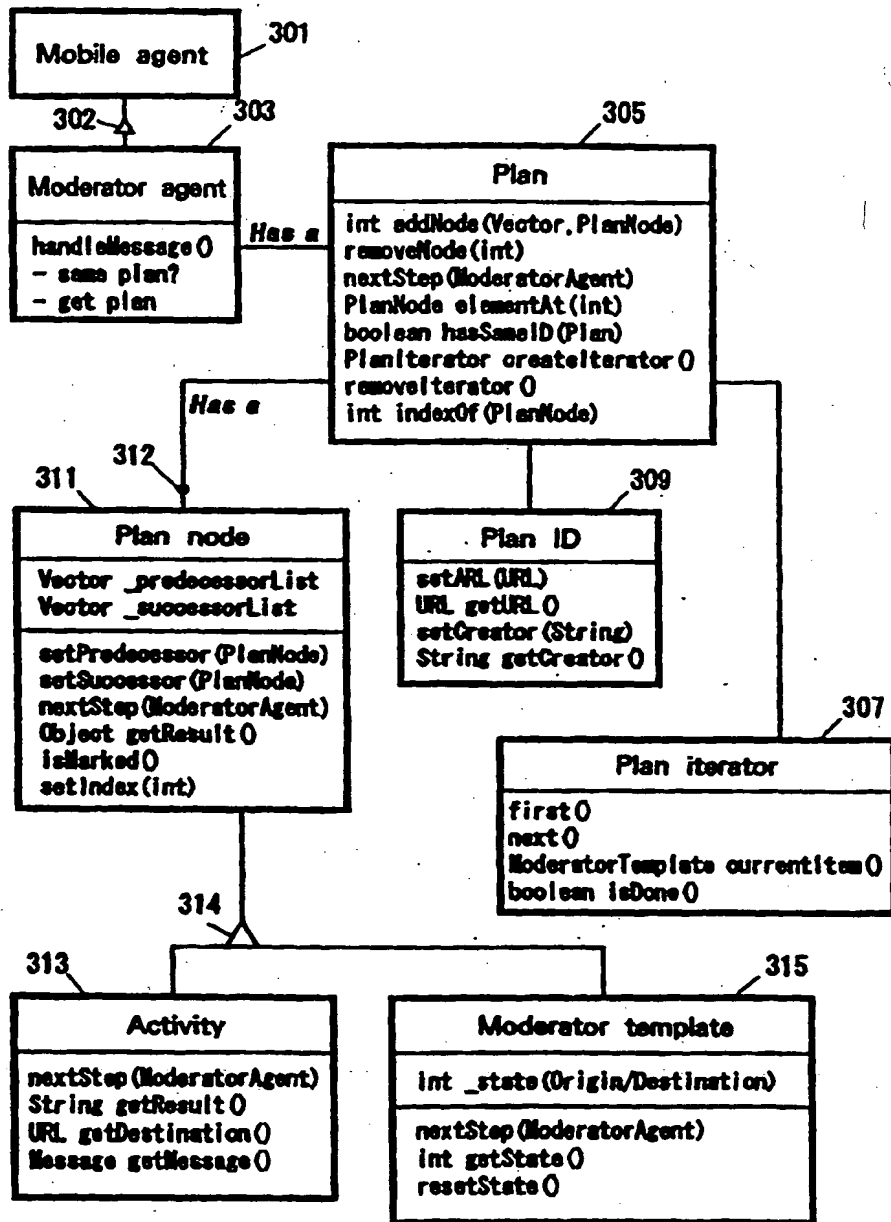 301
Mobile agent
302
303
Moderator agent
handleMessage()
- same plan?
- get plan
Has a
305
Plan
int addNode(Vector,PlanNode)
removeNode(int)
nextStep(ModeratorAgent)
PlanNode elementAt(int)
boolean hasSameID(Plan)
PlanIterator createIterator()
removeIterator()
int indexOf(PlanNode)
Has a
312
311
Plan node
Vector _predecessorList
Vector _successorList
setPredecessor(PlanNode)
setSuccessor(PlanNode)
nextStep(ModeratorAgent)
Object getResult()
isMarked()
setIndex(int)
309
Plan ID
setARL(URL)
URL getURL()
setCreator(String)
String getCreator()
307
Plan iterator
first()
next()
ModeratorTemplate currentItem()
boolean isDone()
314
313
Activity
nextStep(ModeratorAgent)
String getResult()
URL getDestination()
Message getMessage()
315
Moderator template
int _state(Origin/Destination)
nextStep(ModeratorAgent)
int getState()
resetState()